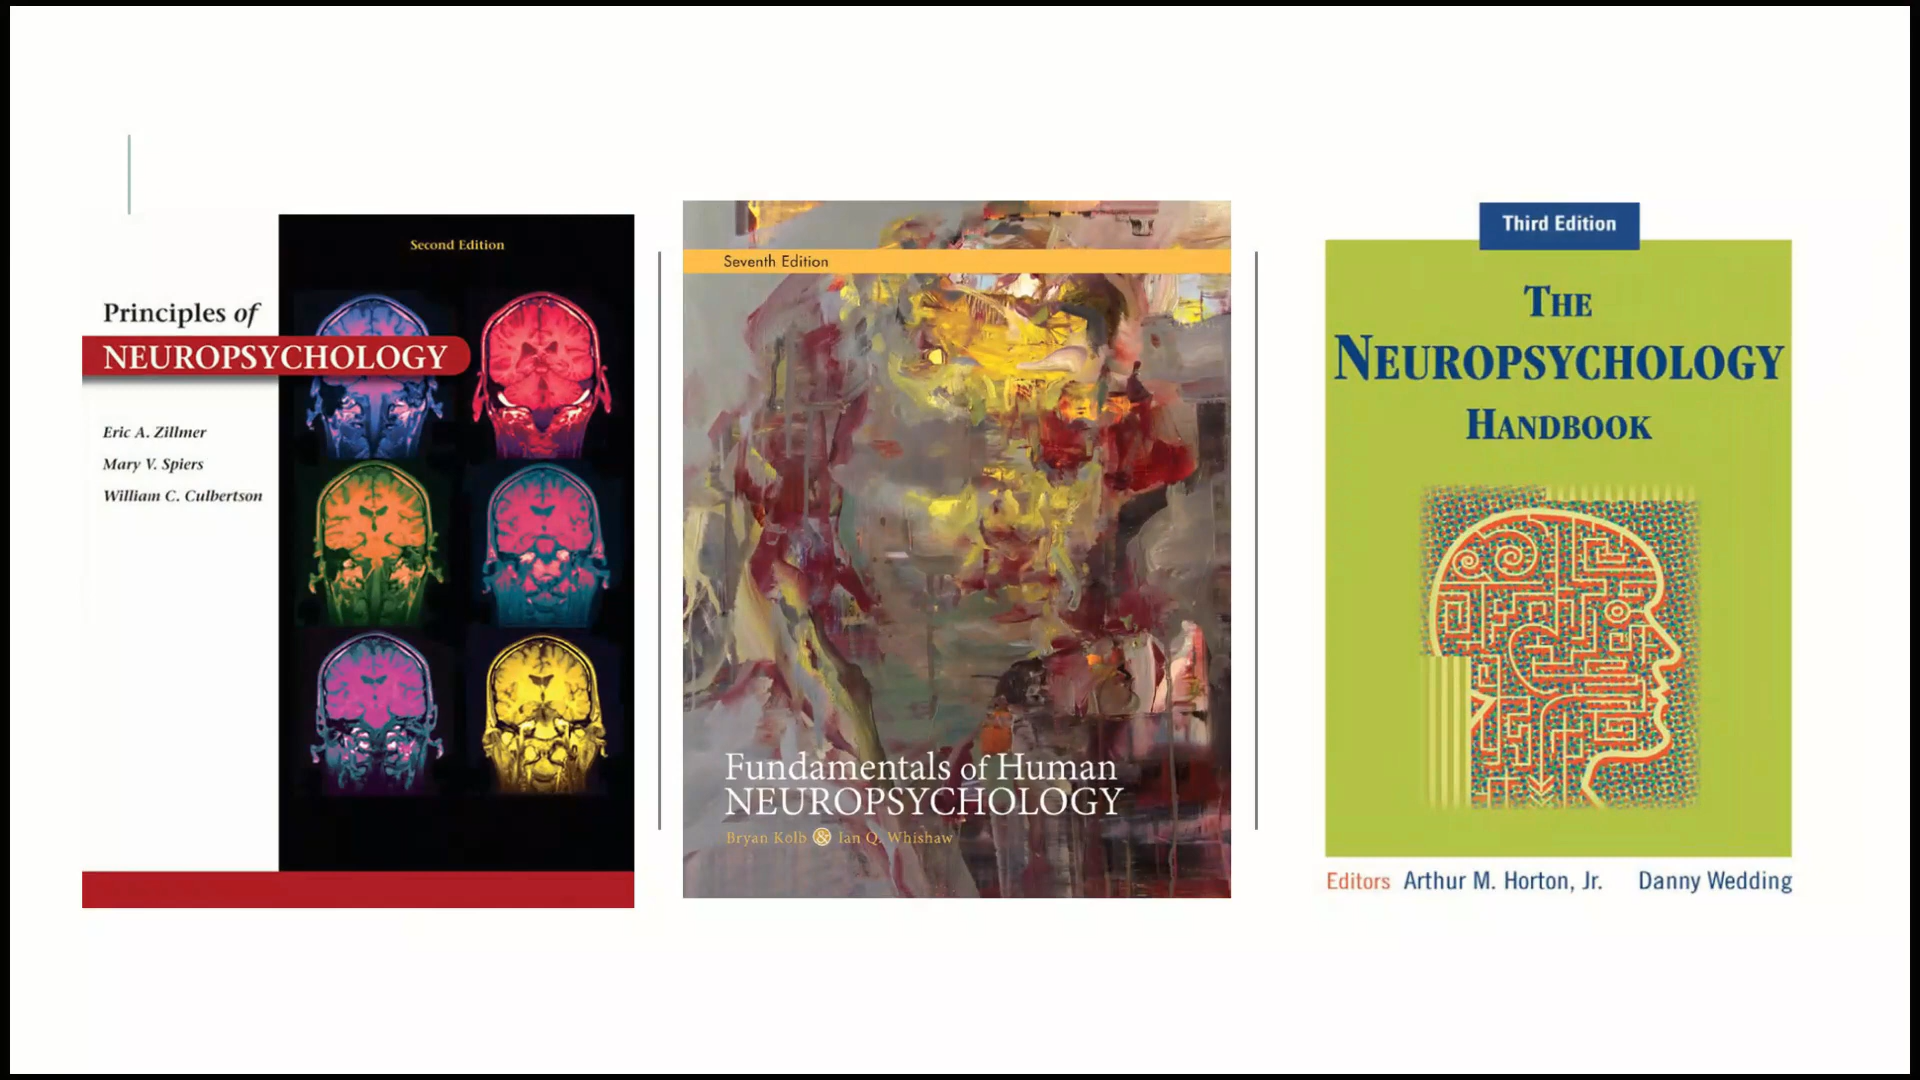 Second Edition
Principles of
NEUROPSYCHOLOGY
Eric A. Zillmer
Mary V. Spiers
William C. Culbertson
Seventh Edition
Fundamentals of Human
NEUROPSYCHOLOGY
Bryan Kolb & Ian Q. Whishaw
Third Edition
THE
NEUROPSYCHOLOGY
HANDBOOK
Editors Arthur M. Horton, Jr. Danny Wedding